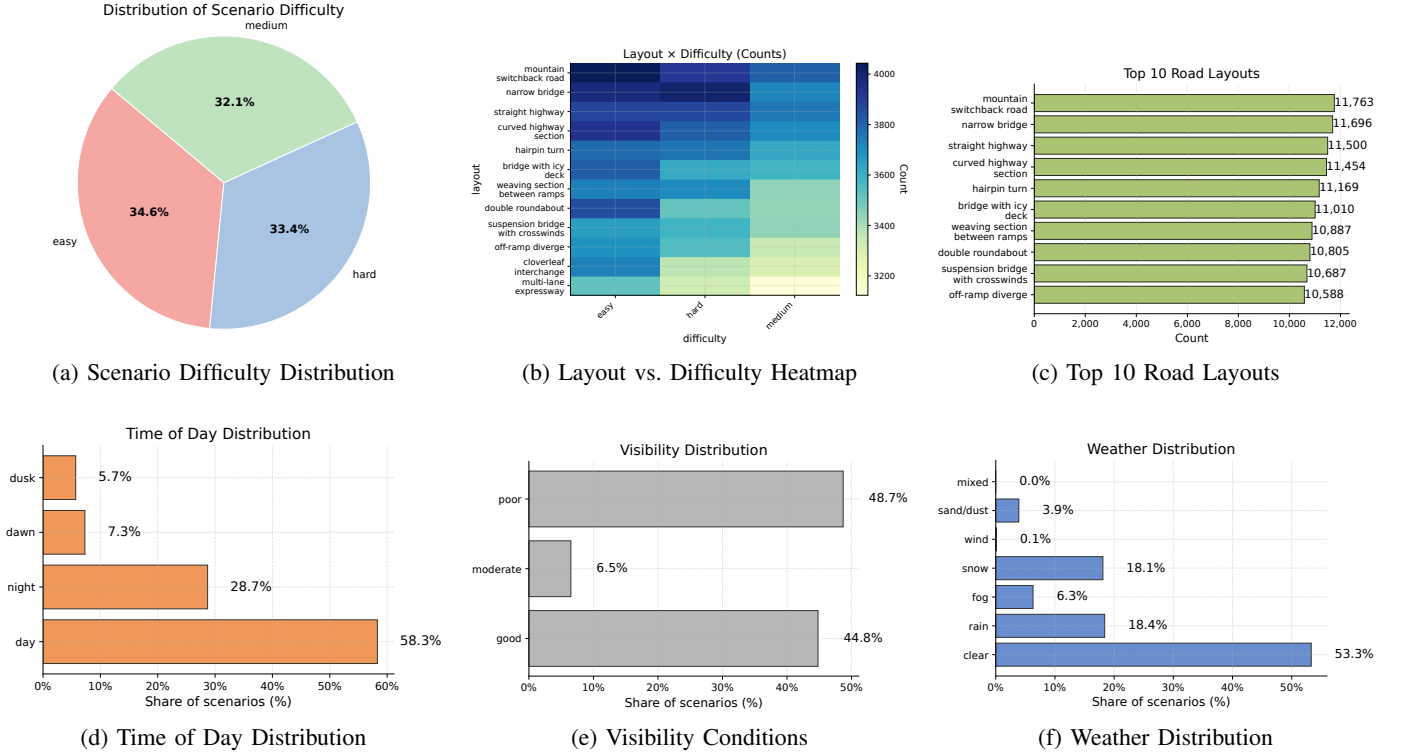 Distribution of Scenario Difficulty
medium
32.1%
34.6%
33.4%
easy
hard
(a) Scenario Difficulty Distribution
Layout × Difficulty (Counts)
layout
mountain
switchback road
narrow bridge
straight highway
curved highway
section
hairpin turn
bridge with icy
deck
weaving section
between ramps
double roundabout
suspension bridge
with crosswinds
off-ramp diverge
cloverleaf
interchange
multi-lane
expressway
easy
hard
medium
difficulty
4000
3800
3600
3400
3200
Count
(b) Layout vs. Difficulty Heatmap
Top 10 Road Layouts
mountain
switchback road
11,763
narrow bridge
11,696
straight highway
11,500
curved highway
section
11,454
hairpin turn
11,169
bridge with icy
deck
11,010
weaving section
between ramps
10,887
double roundabout
10,805
suspension bridge
with crosswinds
10,687
off-ramp diverge
10,588
0 2,000 4,000 6,000 8,000 10,000 12,000
Count
(c) Top 10 Road Layouts
Time of Day Distribution
dusk 5.7%
dawn 7.3%
night 28.7%
day 58.3%
0% 10% 20% 30% 40% 50% 60%
Share of scenarios (%)
(d) Time of Day Distribution
Visibility Distribution
poor 48.7%
moderate 6.5%
good 44.8%
0% 10% 20% 30% 40% 50%
Share of scenarios (%)
(e) Visibility Conditions
Weather Distribution
mixed 0.0%
sand/dust 3.9%
wind 0.1%
snow 18.1%
fog 6.3%
rain 18.4%
clear 53.3%
0% 10% 20% 30% 40% 50%
Share of scenarios (%)
(f) Weather Distribution